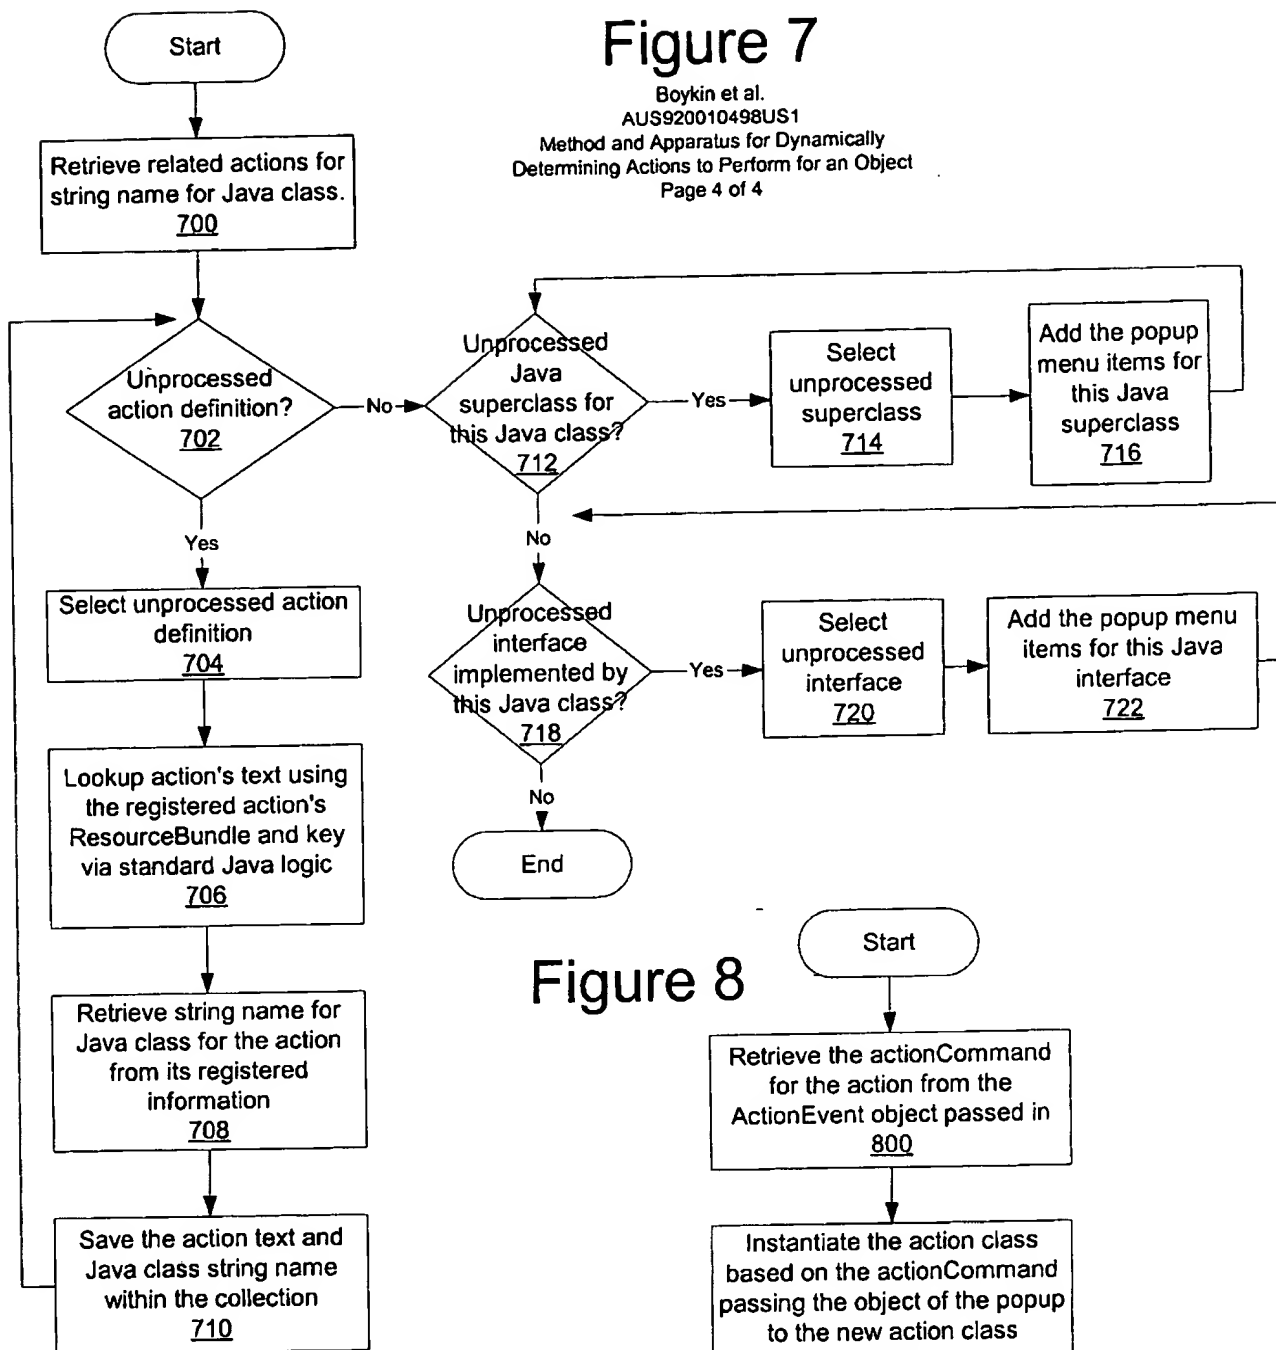 Figure 7
Boykin et al.
AUS920010498US1
Method and Apparatus for Dynamically
Determining Actions to Perform for an Object
Page 4 of 4
Start
Retrieve related actions for
string name for Java class.
700
Unprocessed
action definition?
702
No
Yes
Select unprocessed action
definition
704
Lookup action's text using
the registered action's
ResourceBundle and key
via standard Java logic
706
Retrieve string name for
Java class for the action
from its registered
information
708
Save the action text and
Java class string name
within the collection
710
Unprocessed
Java
superclass for
this Java class?
712
Yes
Select
unprocessed
superclass
714
Add the popup
menu items for
this Java
superclass
716
No
Unprocessed
interface
implemented by
this Java class?
718
Yes
Select
unprocessed
interface
720
Add the popup menu
items for this Java
interface
722
No
End
Figure 8
Start
Retrieve the actionCommand
for the action from the
ActionEvent object passed in
800
Instantiate the action class
based on the actionCommand
passing the object of the popup
to the new action class